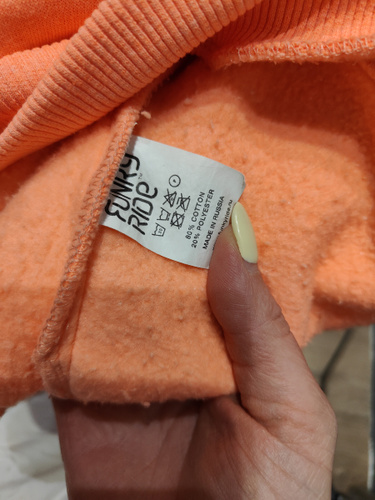 FUNKY
RIDE
80% COTTON
20% POLYESTER
MADE IN RUSSIA